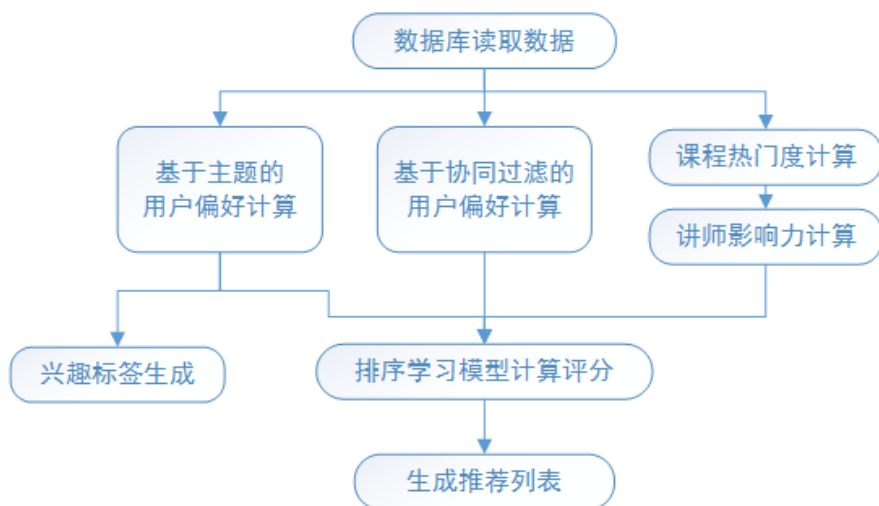 数据库读取数据
基于主题的
用户偏好计算
基于协同过滤的
用户偏好计算
课程热门度计算
讲师影响力计算
兴趣标签生成
排序学习模型计算评分
生成推荐列表